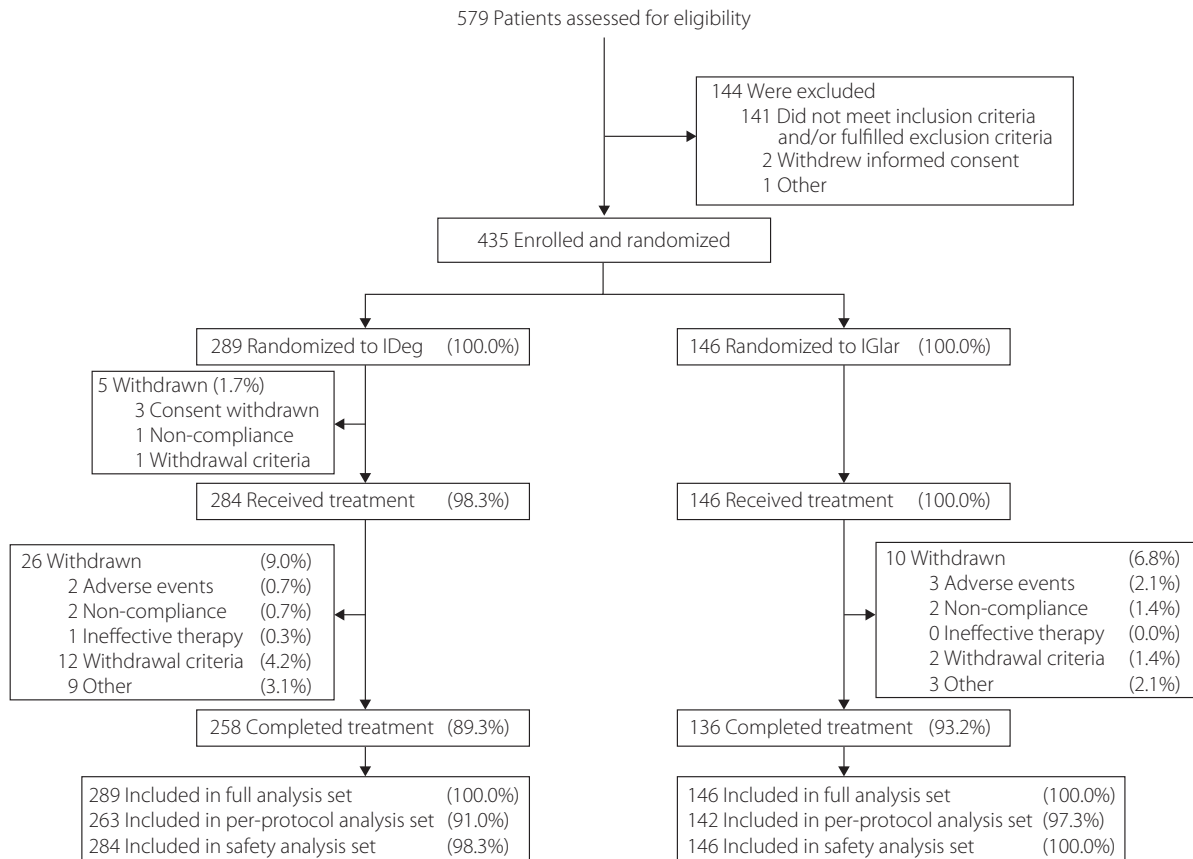 579 Patients assessed for eligibility
144 Were excluded
141 Did not meet inclusion criteria
and/or fulfilled exclusion criteria
2 Withdrew informed consent
1 Other
435 Enrolled and randomized
289 Randomized to IDeg (100.0%)
146 Randomized to IGlar (100.0%)
5 Withdrawn (1.7%)
3 Consent withdrawn
1 Non-compliance
1 Withdrawal criteria
284 Received treatment (98.3%)
146 Received treatment (100.0%)
26 Withdrawn (9.0%)
2 Adverse events (0.7%)
2 Non-compliance (0.7%)
1 Ineffective therapy (0.3%)
12 Withdrawal criteria (4.2%)
9 Other (3.1%)
10 Withdrawn (6.8%)
3 Adverse events (2.1%)
2 Non-compliance (1.4%)
0 Ineffective therapy (0.0%)
2 Withdrawal criteria (1.4%)
3 Other (2.1%)
258 Completed treatment (89.3%)
136 Completed treatment (93.2%)
289 Included in full analysis set (100.0%)
263 Included in per-protocol analysis set (91.0%)
284 Included in safety analysis set (98.3%)
146 Included in full analysis set (100.0%)
142 Included in per-protocol analysis set (97.3%)
146 Included in safety analysis set (100.0%)